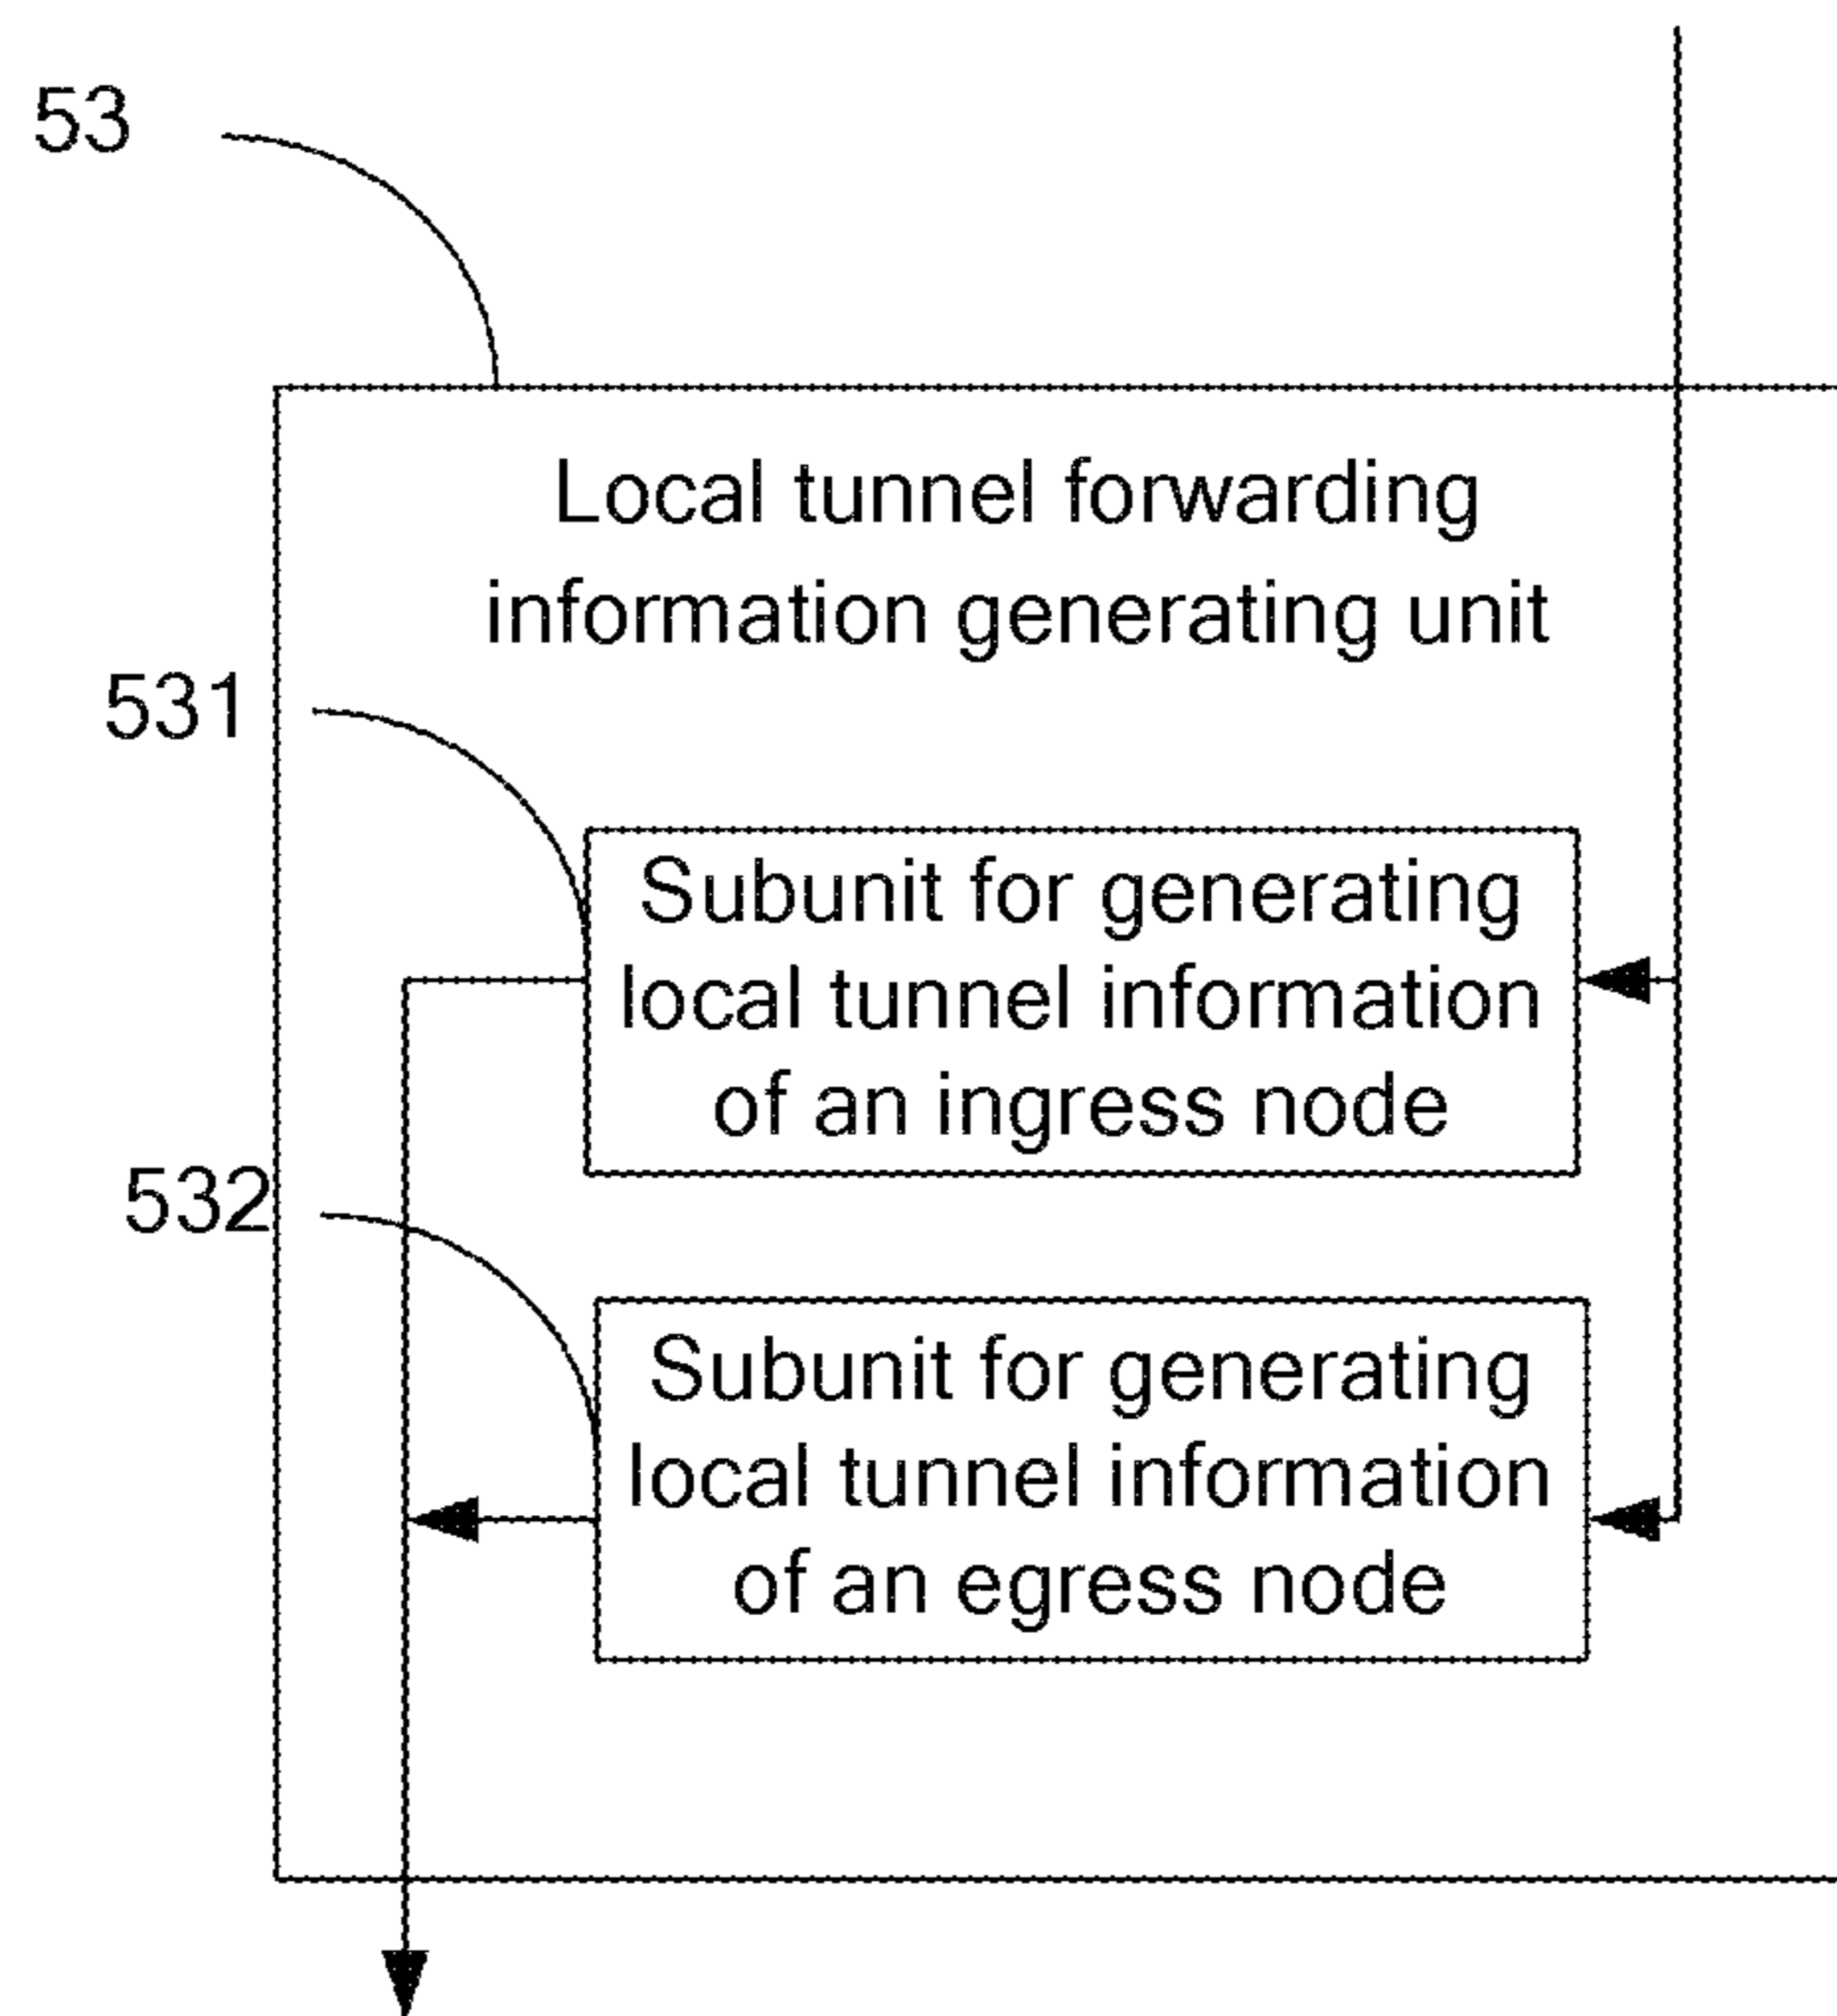 53
Local tunnel forwarding
information generating unit
531
Subunit for generating
local tunnel information
of an ingress node
532
Subunit for generating
local tunnel information
of an egress node